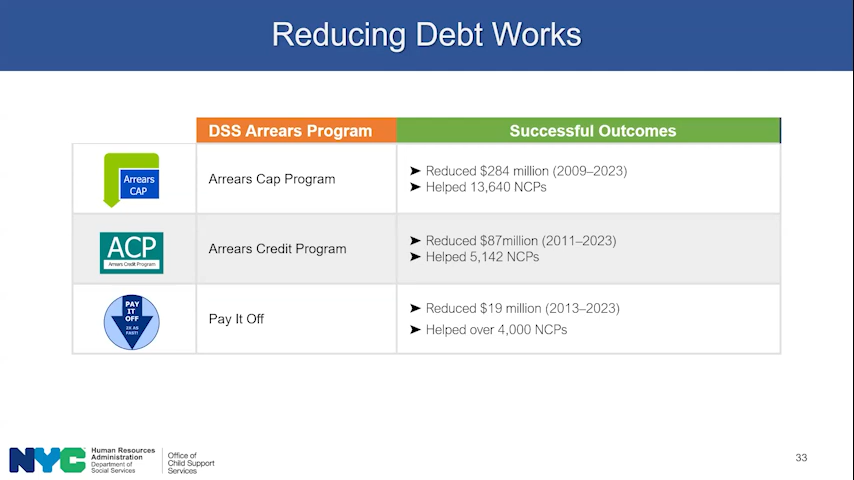 Reducing Debt Works
DSS Arrears Program
Successful Outcomes
Arrears
CAP
Arrears Cap Program
➤ Reduced $284 million (2009–2023)
➤ Helped 13,640 NCPs
ACP
Arrears Credit Program
Arrears Credit Program
➤ Reduced $87million (2011–2023)
➤ Helped 5,142 NCPs
PAY
IT
OFF
2X AS
FAST!
Pay It Off
➤ Reduced $19 million (2013–2023)
➤ Helped over 4,000 NCPs
NYC
Human Resources
Administration
Department of
Social Services
Office of
Child Support
Services
33